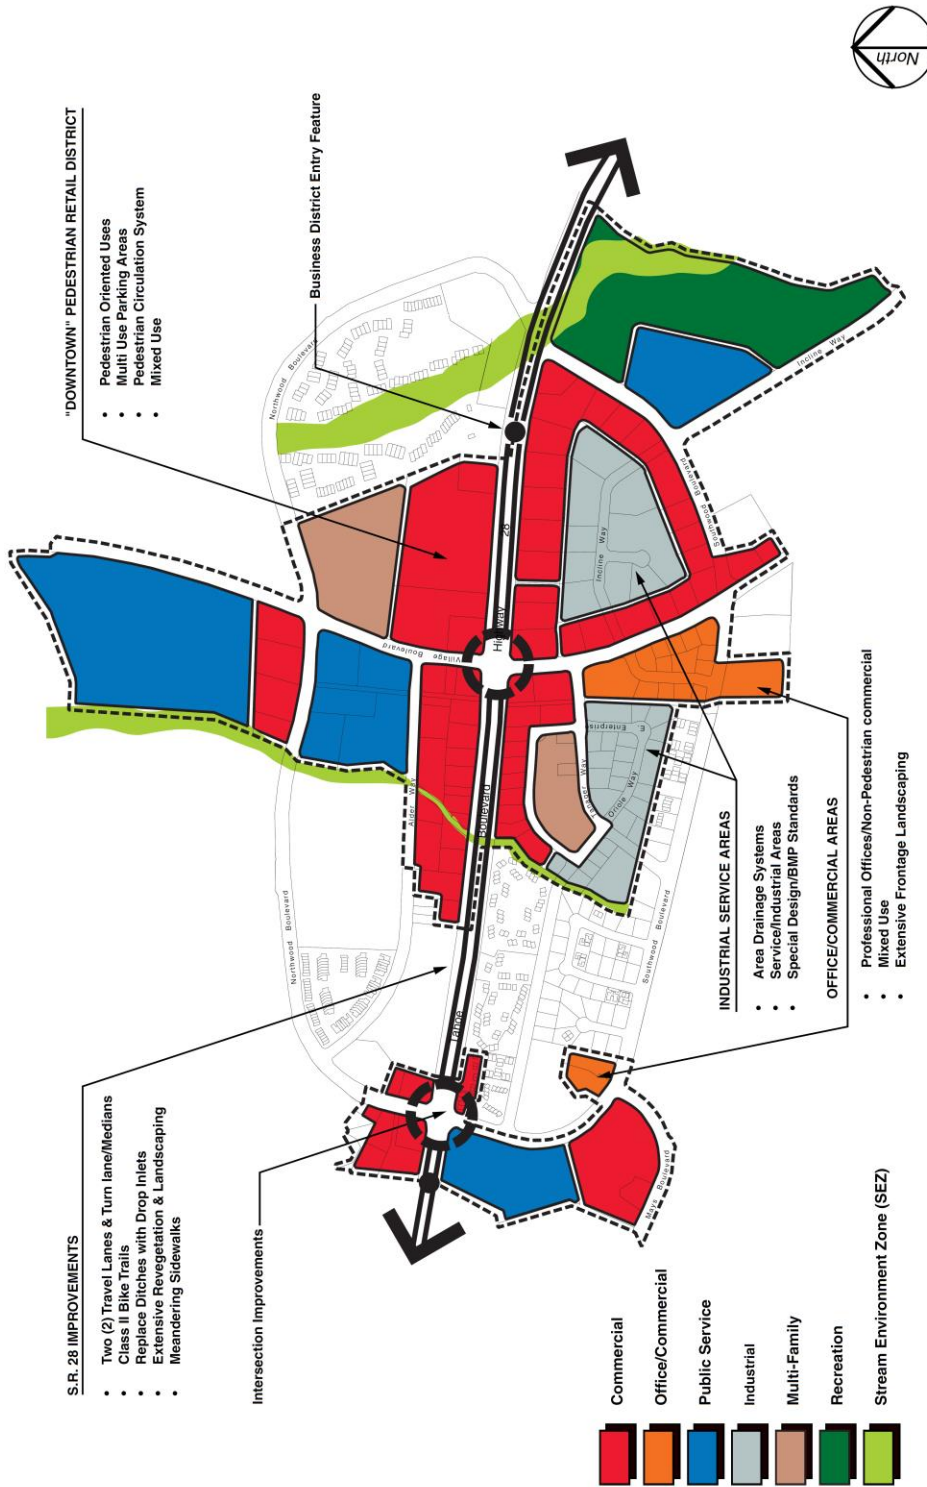 S.R. 28 IMPROVEMENTS
• Two (2) Travel Lanes & Turn lane/Medians
• Class II Bike Trails
• Replace Ditches with Drop Inlets
• Extensive Revegetation & Landscaping
• Meandering Sidewalks
Intersection Improvements
"DOWNTOWN" PEDESTRIAN RETAIL DISTRICT
• Pedestrian Oriented Uses
• Multi Use Parking Areas
• Pedestrian Circulation System
• Mixed Use
Business District Entry Feature
North
Northwood Boulevard
Northwood Boulevard
Village Boulevard
Alder Way
Tahoe
Boulevard
Highway
28
Tanager Way
Oriole Way
E. Enterprise
Incline Way
Incline Way
Southwood Boulevard
Southwood Boulevard
Mays Boulevard
INDUSTRIAL SERVICE AREAS
• Area Drainage Systems
• Service/Industrial Areas
• Special Design/BMP Standards
OFFICE/COMMERCIAL AREAS
• Professional Offices/Non-Pedestrian commercial
• Mixed Use
• Extensive Frontage Landscaping
Commercial
Office/Commercial
Public Service
Industrial
Multi-Family
Recreation
Stream Environment Zone (SEZ)